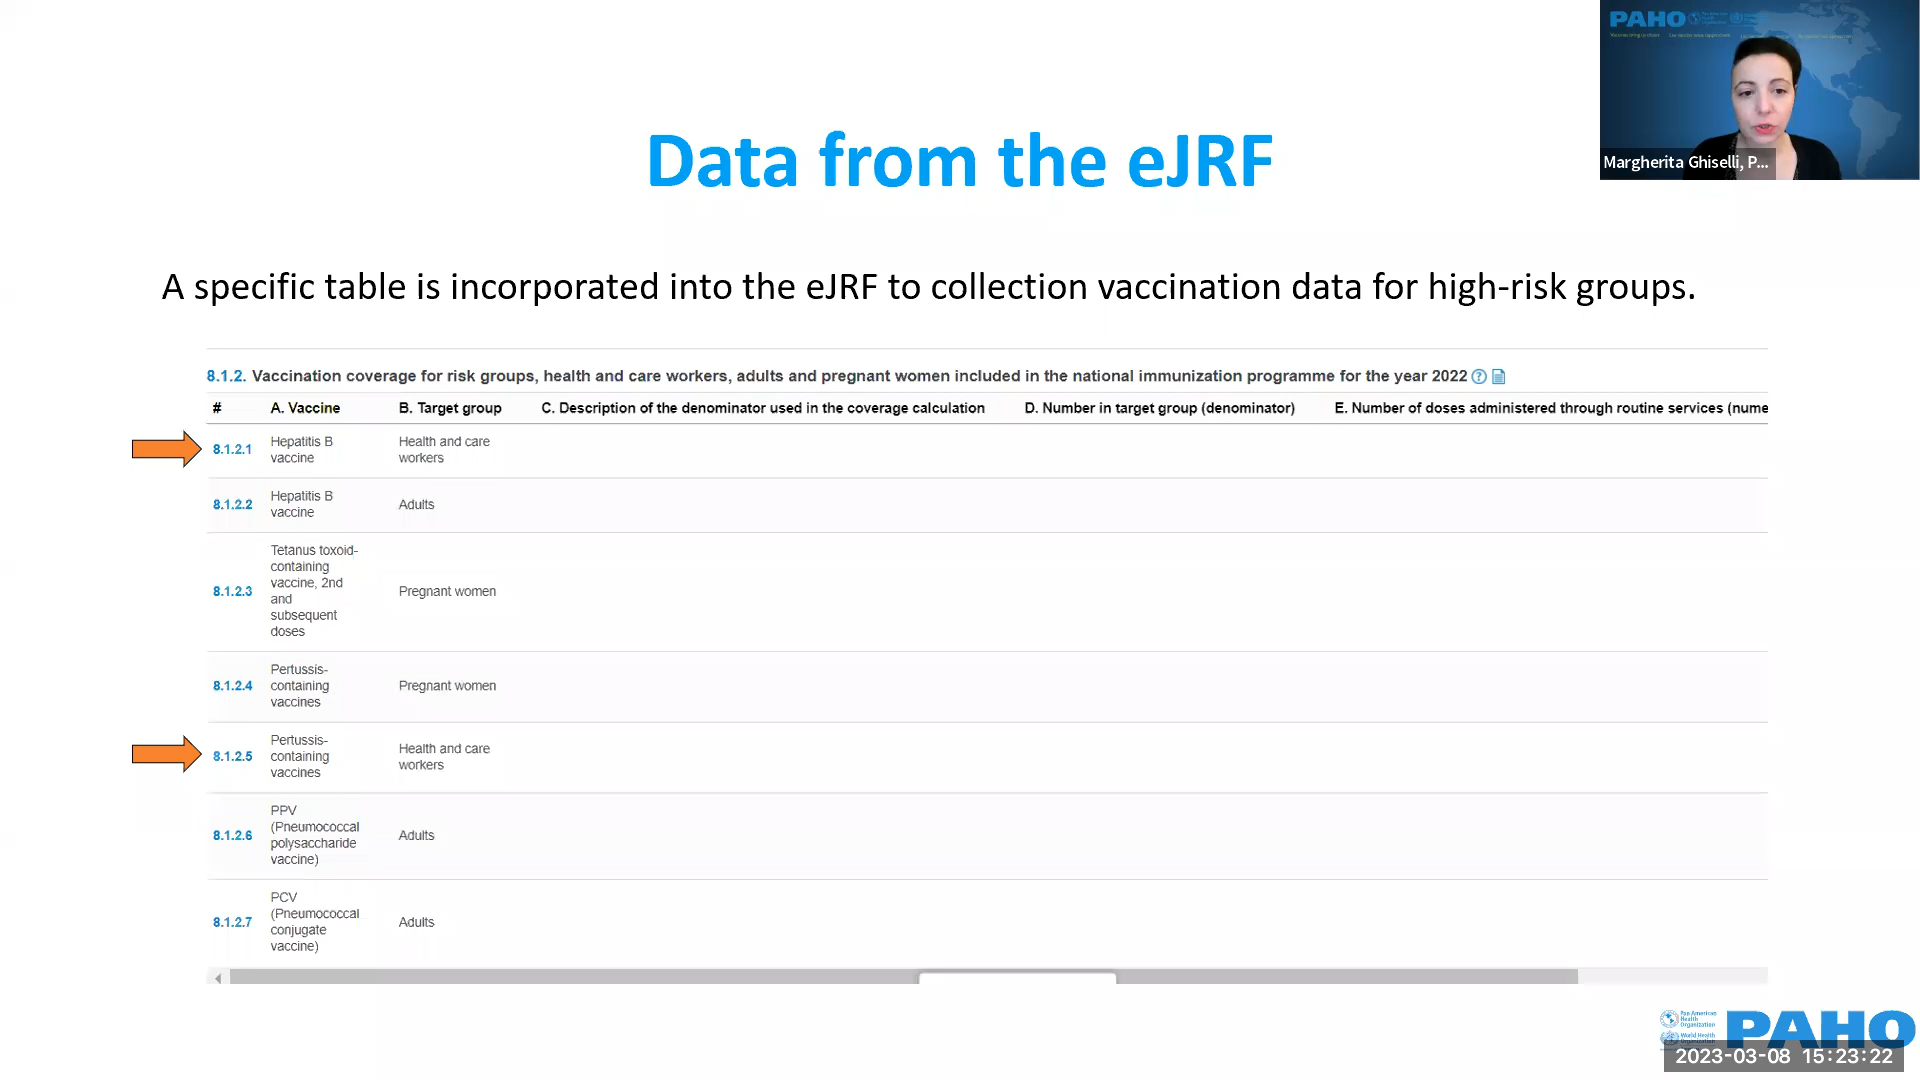 PAHO
Margherita Ghiselli, P...
Data from the eJRF
A specific table is incorporated into the eJRF to collection vaccination data for high-risk groups.
8.1.2. Vaccination coverage for risk groups, health and care workers, adults and pregnant women included in the national immunization programme for the year 2022
# A. Vaccine B. Target group C. Description of the denominator used in the coverage calculation D. Number in target group (denominator) E. Number of doses administered through routine services (nume
8.1.2.1
Hepatitis B
vaccine
Health and care
workers
8.1.2.2
Hepatitis B
vaccine
Adults
8.1.2.3
Tetanus toxoid-
containing
vaccine, 2nd
and
subsequent
doses
Pregnant women
8.1.2.4
Pertussis-
containing
vaccines
Pregnant women
8.1.2.5
Pertussis-
containing
vaccines
Health and care
workers
8.1.2.6
PPV
(Pneumococcal
polysaccharide
vaccine)
Adults
8.1.2.7
PCV
(Pneumococcal
conjugate
vaccine)
Adults
Pan American
Health
Organization
World Health
Organization
PAHO
2023-03-08 15:23:22